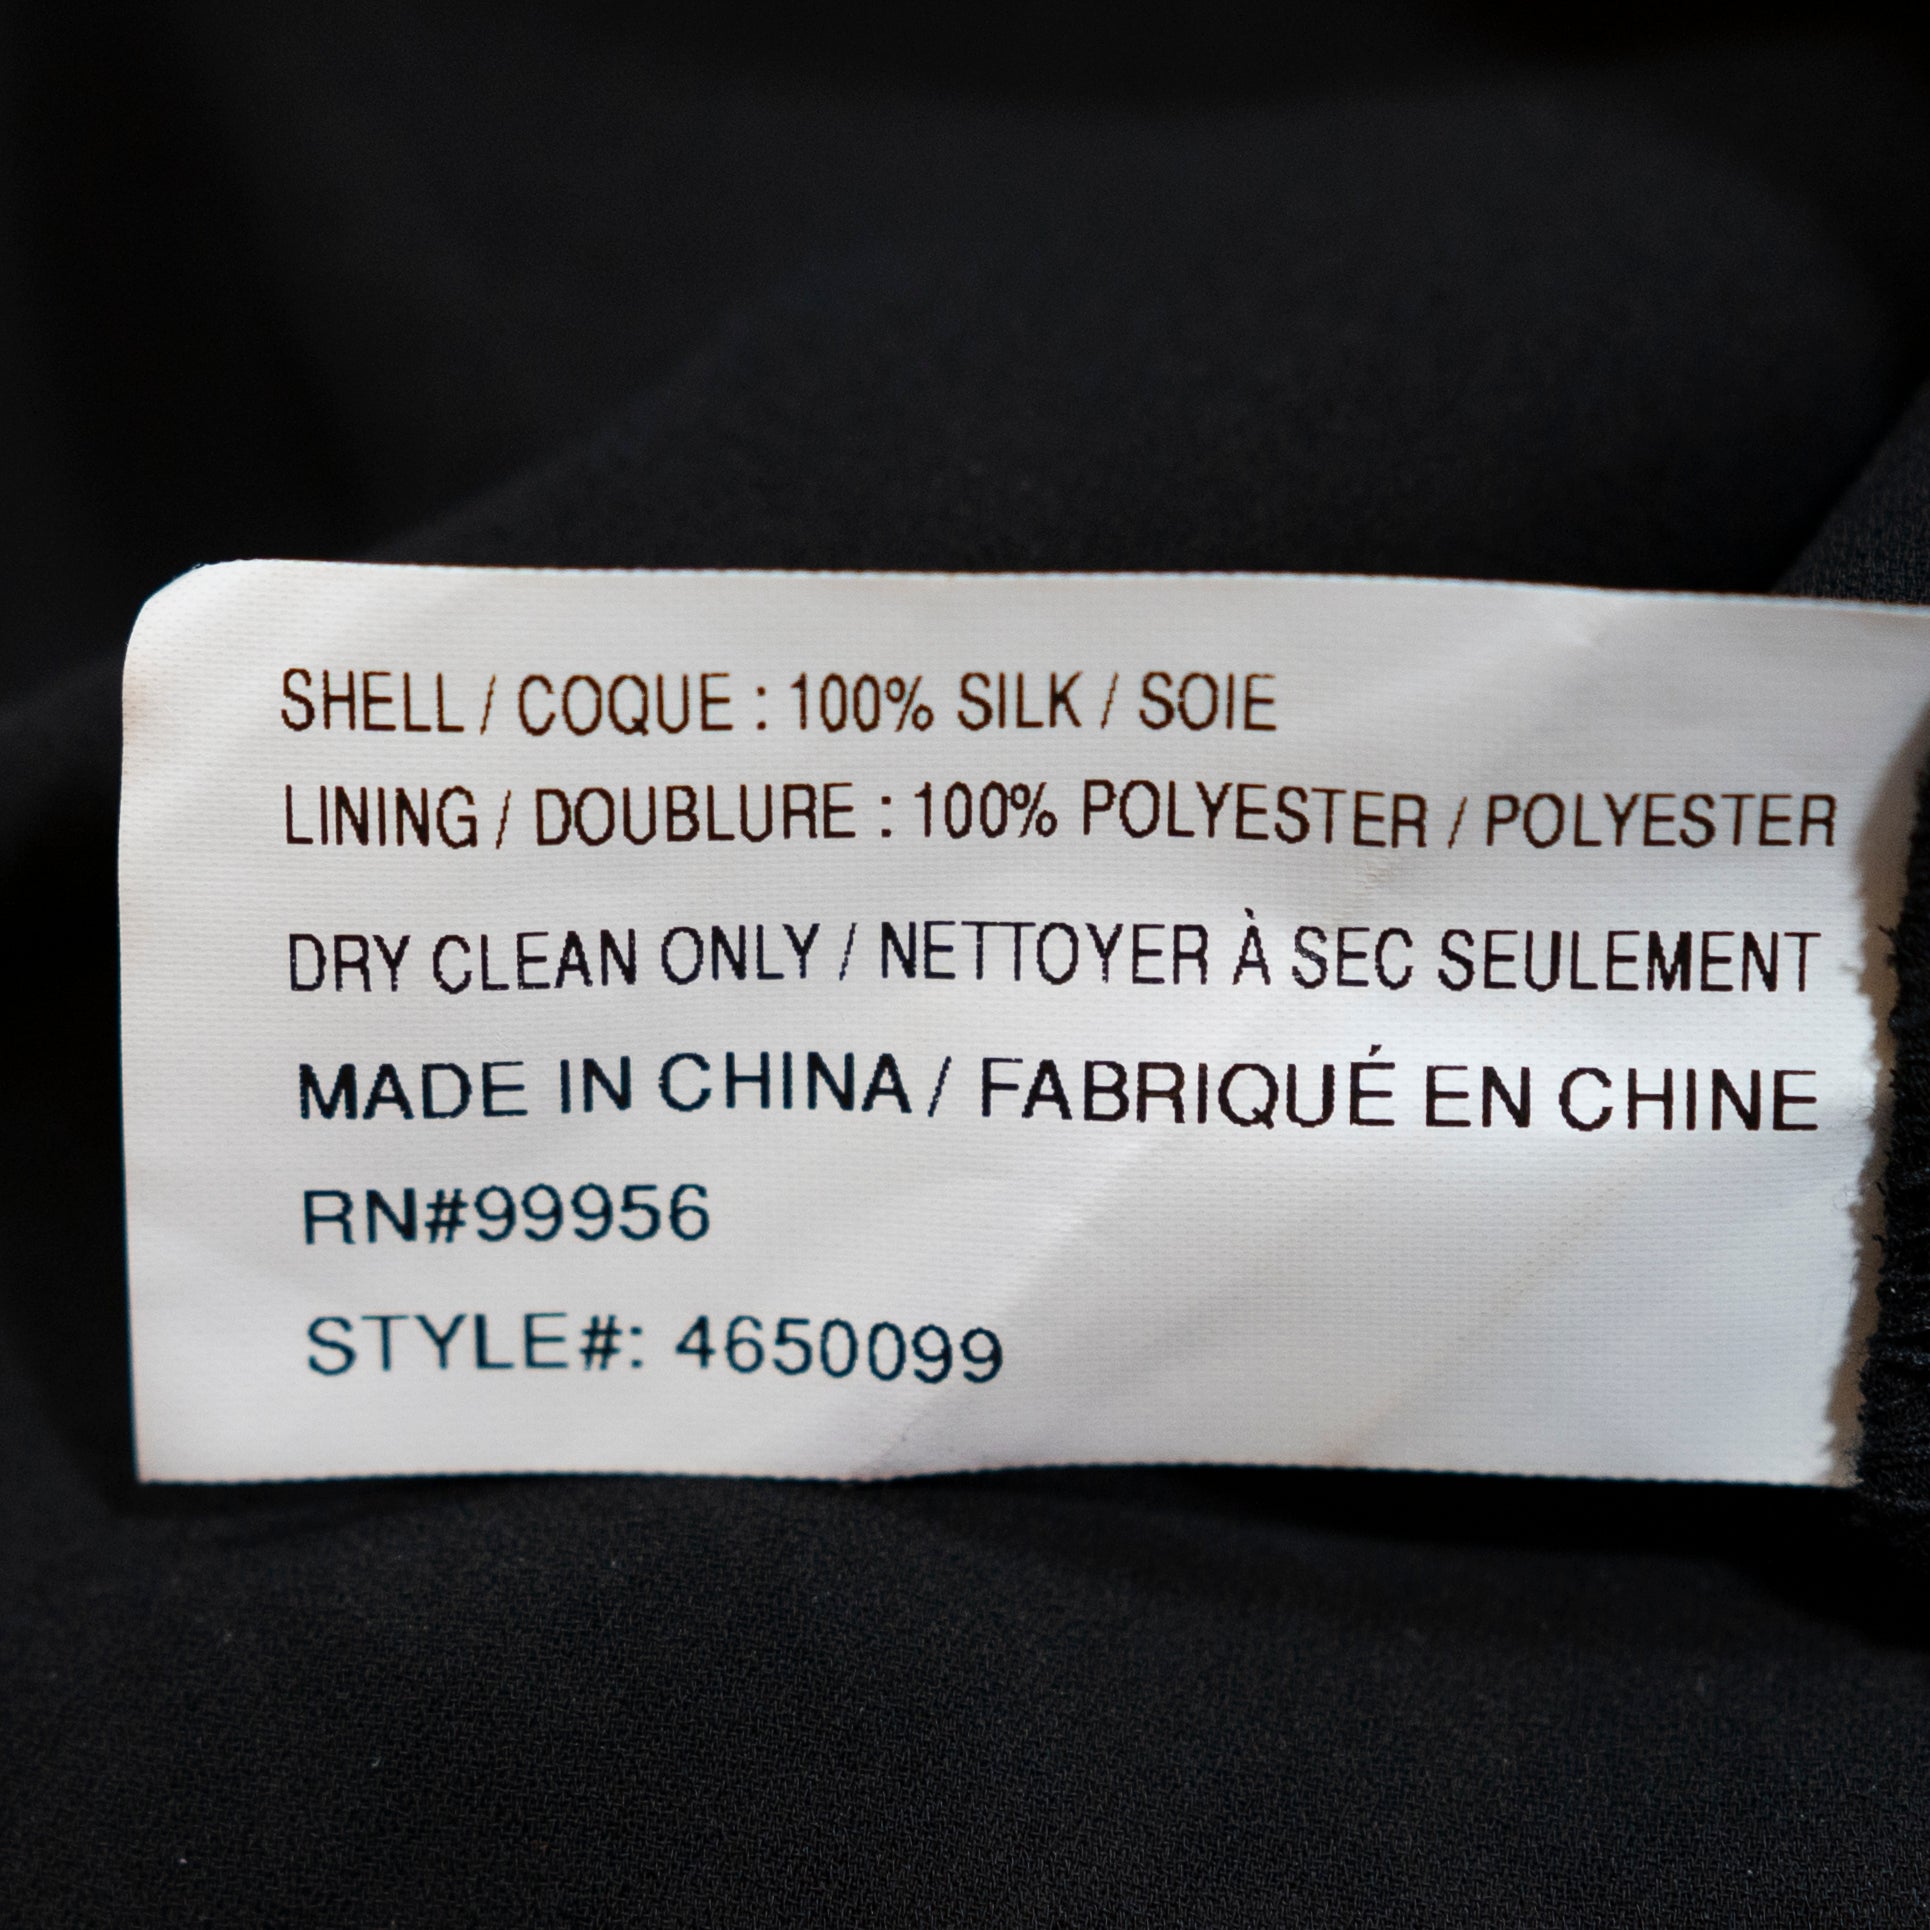 SHELL / COQUE : 100% SILK / SOIE
LINING / DOUBLURE : 100% POLYESTER / POLYESTER
DRY CLEAN ONLY / NETTOYER À SEC SEULEMENT
MADE IN CHINA / FABRIQUÉ EN CHINE
RN#99956
STYLE#: 4650099